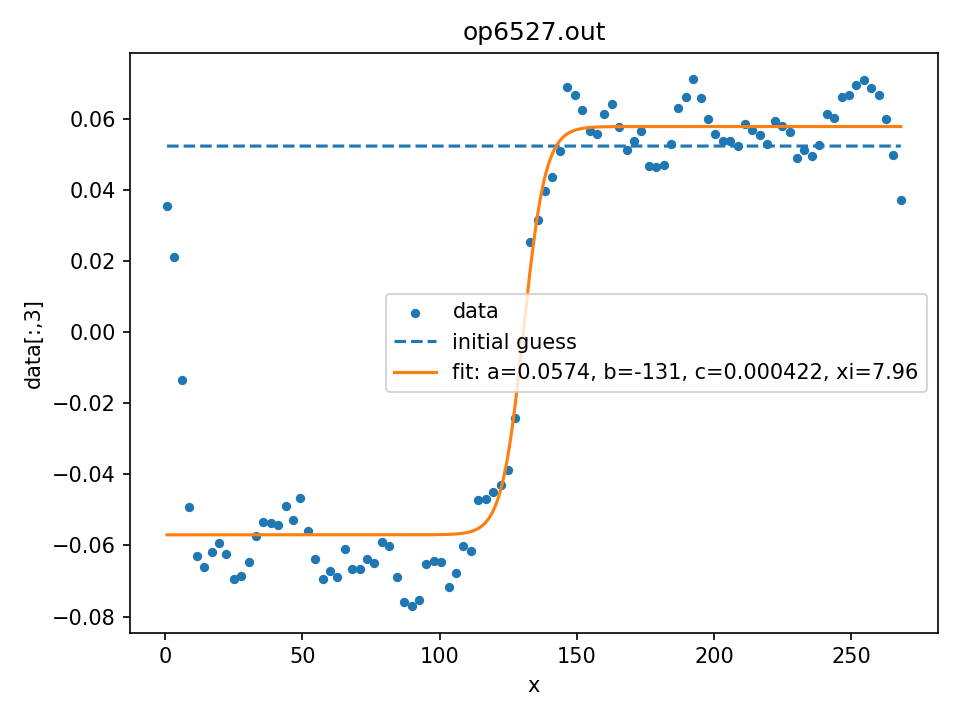 op6527.out
0.06
0.04
0.02
0.00
−0.02
−0.04
−0.06
−0.08
data[:,3]
data
initial guess
fit: a=0.0574, b=-131, c=0.000422, xi=7.96
0 50 100 150 200 250
x